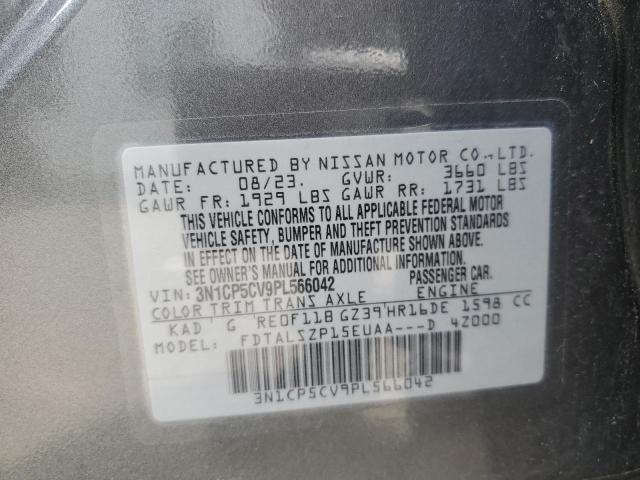 MANUFACTURED BY NISSAN MOTOR CO., LTD.
DATE: 08/23. GVWR: 3660 LBS
GAWR FR: 1929 LBS GAWR RR: 1731 LBS
THIS VEHICLE CONFORMS TO ALL APPLICABLE FEDERAL MOTOR
VEHICLE SAFETY, BUMPER AND THEFT PREVENTION STANDARDS
IN EFFECT ON THE DATE OF MANUFACTURE SHOWN ABOVE.
SEE OWNER'S MANUAL FOR ADDITIONAL INFORMATION.
VIN: 3N1CP5CV9PL566042 PASSENGER CAR.
COLOR TRIM TRANS AXLE ENGINE
KAD G RE0F11B GZ39 HR16DE 1598 CC
MODEL: FDTALSZP15EUAA---D 4Z000
3N1CP5CV9PL566042